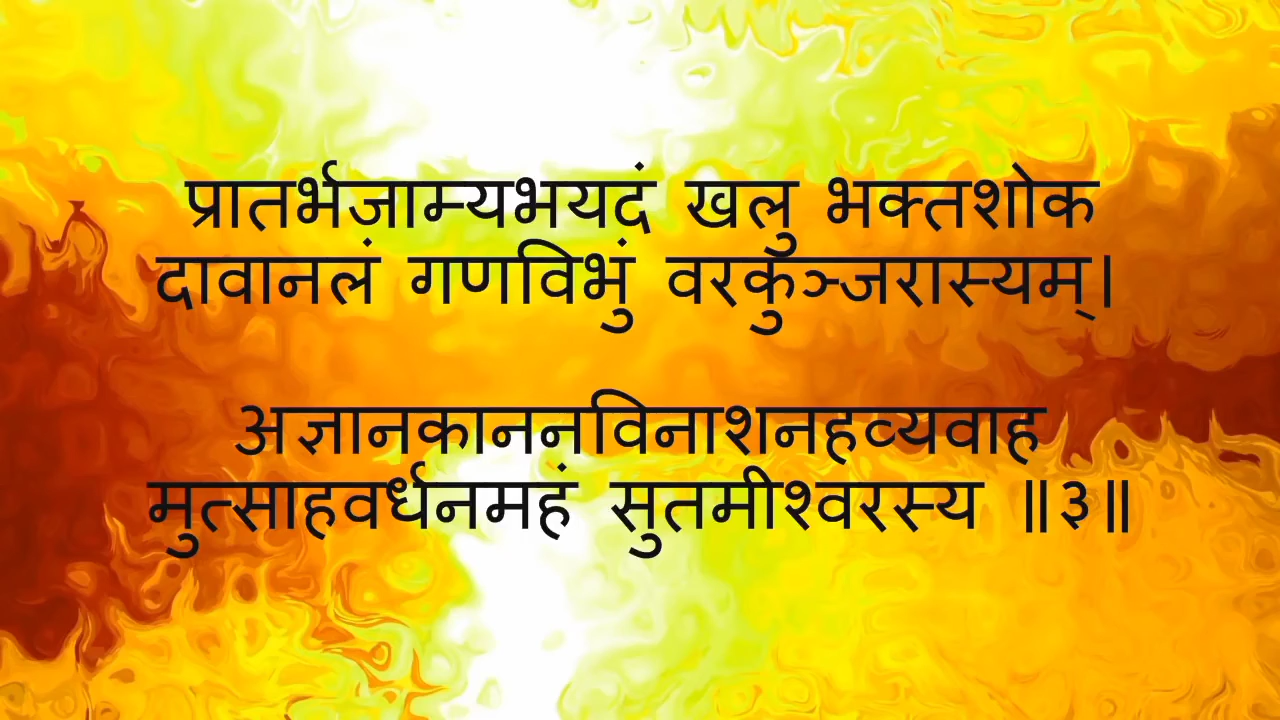 प्रातर्भजाम्यभयदं खलु भक्तशोक
दावानलं गणविभुं वरकुञ्जरास्यम्।
अज्ञानकाननविनाशनहव्यवाह
मुत्साहवर्धनमहं सुतमीश्वरस्य ॥३॥